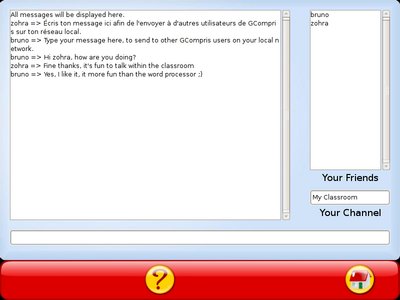 All messages will be displayed here.
zohra => Écris ton message ici afin de l'envoyer à d'autres utilisateurs de GCompri
s sur ton réseau local.
bruno => Type your message here, to send to other GCompris users on your local n
etwork.
bruno => Hi zohra, how are you doing?
zohra => Fine thanks, it's fun to talk within the classroom
bruno => Yes, I like it, it more fun than the word processor ;)
bruno
zohra
Your Friends
My Classroom
Your Channel
?